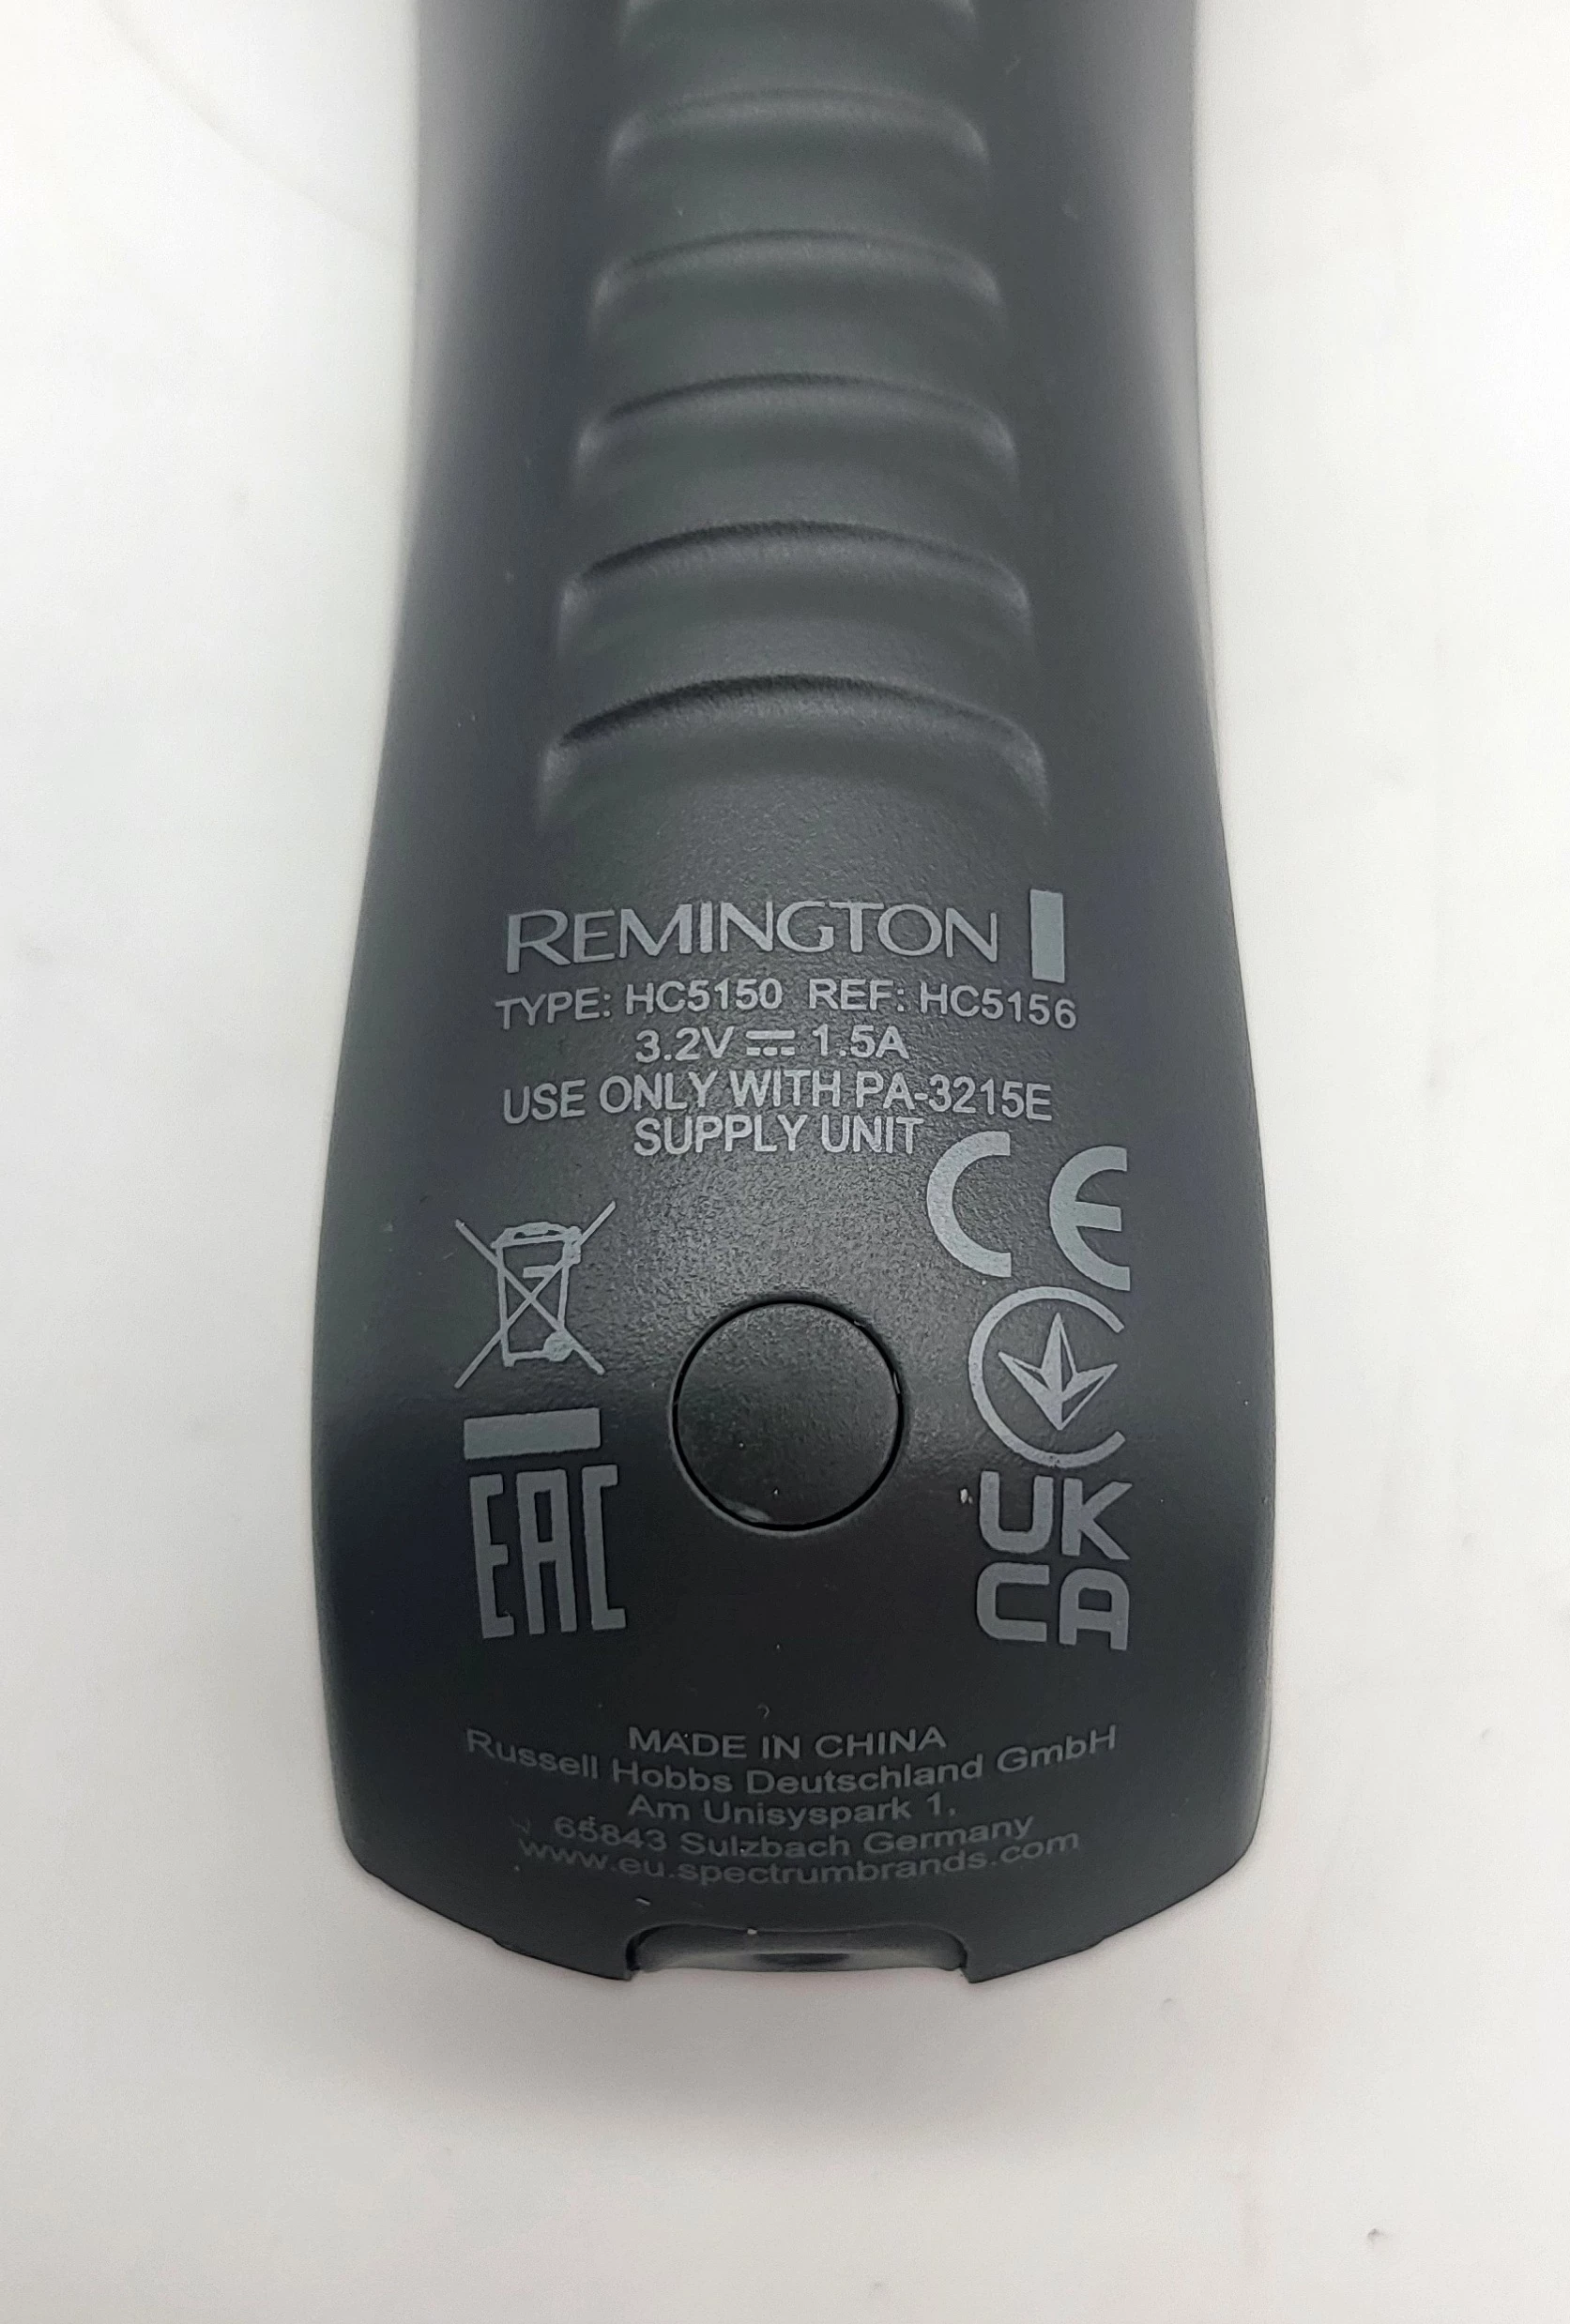 REMINGTON
TYPE: HC5150 REF: HC5156
3.2V ⎓ 1.5A
USE ONLY WITH PA-3215E
SUPPLY UNIT
CE
EAC
UK
CA
MADE IN CHINA
Russell Hobbs Deutschland GmbH
Am Unisyspark 1,
65843 Sulzbach Germany
www.eu.spectrumbrands.com